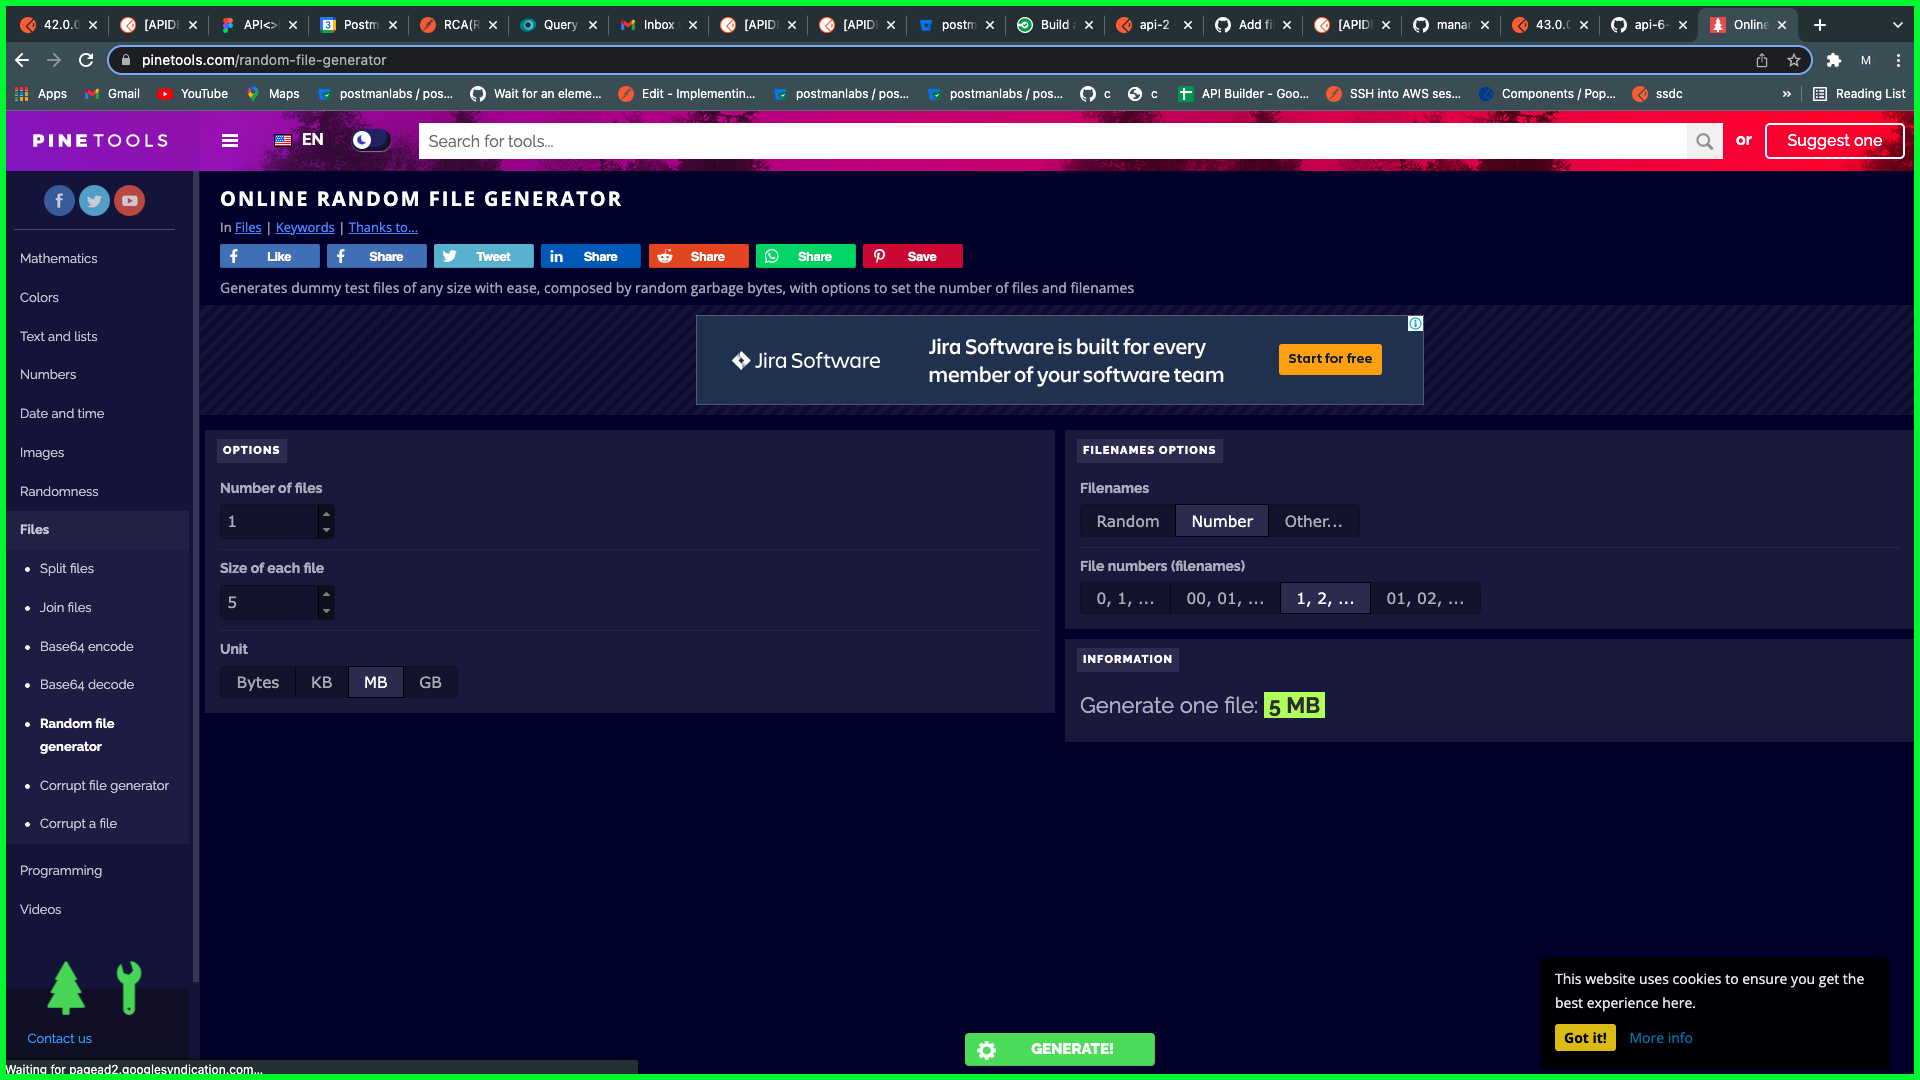 42.0.0
[APIDE
API<>
Postm
RCA(R
Query
Inbox
[APIDE
[APIDE
postm
Build a
api-2
Add fi
[APIDE
manar
43.0.0
api-6-
Online
pinetools.com/random-file-generator
M
Apps
Gmail
YouTube
Maps
postmanlabs / pos...
Wait for an eleme...
Edit - Implementin...
postmanlabs / pos...
postmanlabs / pos...
c
c
API Builder - Goo...
SSH into AWS ses...
Components / Pop...
ssdc
»
Reading List
PINETOOLS
EN
Search for tools...
or
Suggest one
Mathematics
Colors
Text and lists
Numbers
Date and time
Images
Randomness
Files
Split files
Join files
Base64 encode
Base64 decode
Random file
generator
Corrupt file generator
Corrupt a file
Programming
Videos
Contact us
ONLINE RANDOM FILE GENERATOR
In Files | Keywords | Thanks to...
Like
Share
Tweet
Share
Share
Share
Save
Generates dummy test files of any size with ease, composed by random garbage bytes, with options to set the number of files and filenames
Jira Software
Jira Software is built for every
member of your software team
Start for free
OPTIONS
Number of files
1
Size of each file
5
Unit
Bytes KB MB GB
FILENAMES OPTIONS
Filenames
Random Number Other...
File numbers (filenames)
0, 1, ... 00, 01, ... 1, 2, ... 01, 02, ...
INFORMATION
Generate one file: 5 MB
GENERATE!
This website uses cookies to ensure you get the
best experience here.
Got it! More info
Waiting for pagead2.googlesyndication.com...